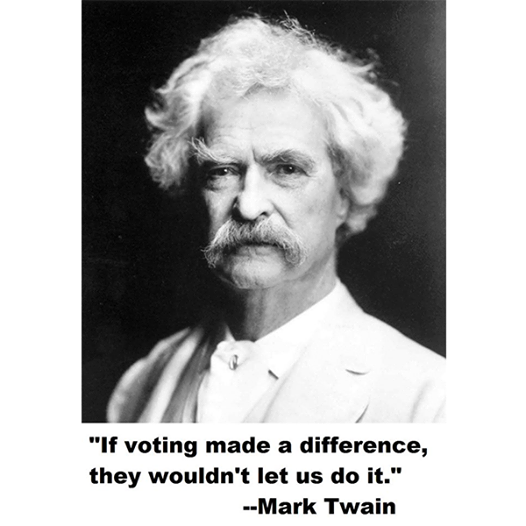 "If voting made a difference,
they wouldn't let us do it."
--Mark Twain